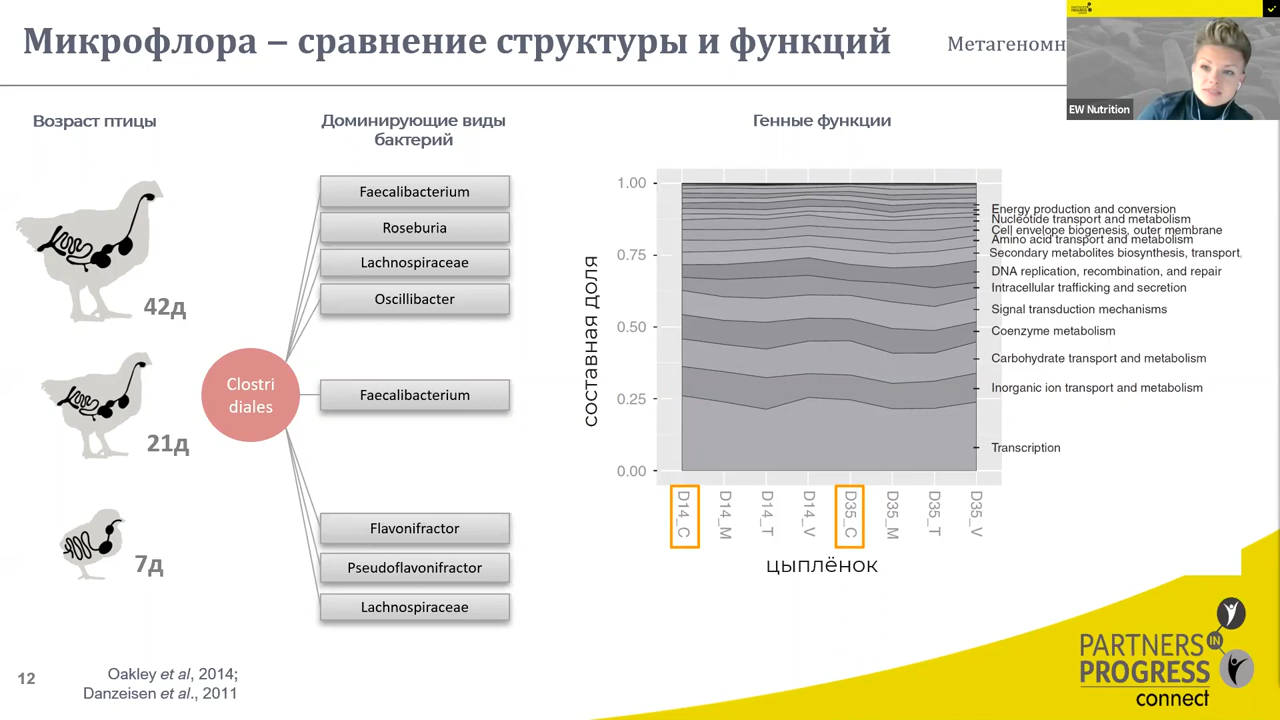 Микрофлора – сравнение структуры и функций
Метагеномн
PARTNERS IN
PROGRESS
EW Nutrition
Возраст птицы
Доминирующие виды
бактерий
Генные функции
42д
21д
7д
Clostri
diales
Faecalibacterium
Roseburia
Lachnospiraceae
Oscillibacter
Faecalibacterium
Flavonifractor
Pseudoflavonifractor
Lachnospiraceae
составная доля
1.00
0.75
0.50
0.25
0.00
Energy production and conversion
Nucleotide transport and metabolism
Cell envelope biogenesis, outer membrane
Amino acid transport and metabolism
Secondary metabolites biosynthesis, transport,
DNA replication, recombination, and repair
Intracellular trafficking and secretion
Signal transduction mechanisms
Coenzyme metabolism
Carbohydrate transport and metabolism
Inorganic ion transport and metabolism
Transcription
D14_C
D14_M
D14_T
D14_V
D35_C
D35_M
D35_T
D35_V
цыплёнок
12
Oakley et al, 2014;
Danzeisen et al., 2011
PARTNERS IN
PROGRESS
connect